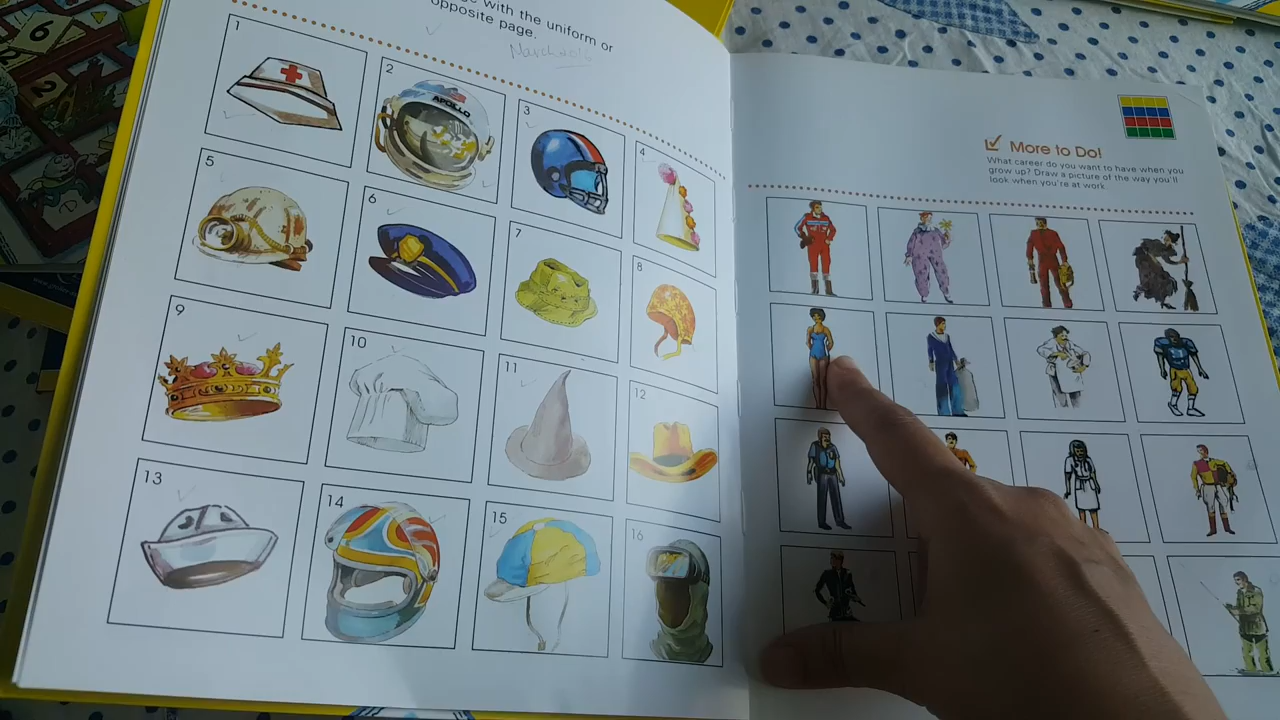 with the uniform or
opposite page.
1
2
APOLLO
3
4
5
6
7
8
9
10
11
12
13
14
15
16
More to Do!
What career do you want to have when you
grow up? Draw a picture of the way you'll
look when you're at work.